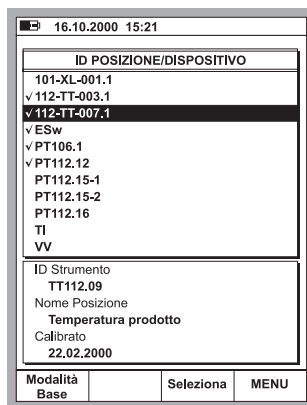 16.10.2000 15:21
ID POSIZIONE/DISPOSITIVO
101-XL-001.1
√112-TT-003.1
√112-TT-007.1
√ESw
√PT106.1
√PT112.12
PT112.15-1
PT112.15-2
PT112.16
TI
VV
ID Strumento
TT112.09
Nome Posizione
Temperatura prodotto
Calibrato
22.02.2000
Modalità Base
Seleziona
MENU